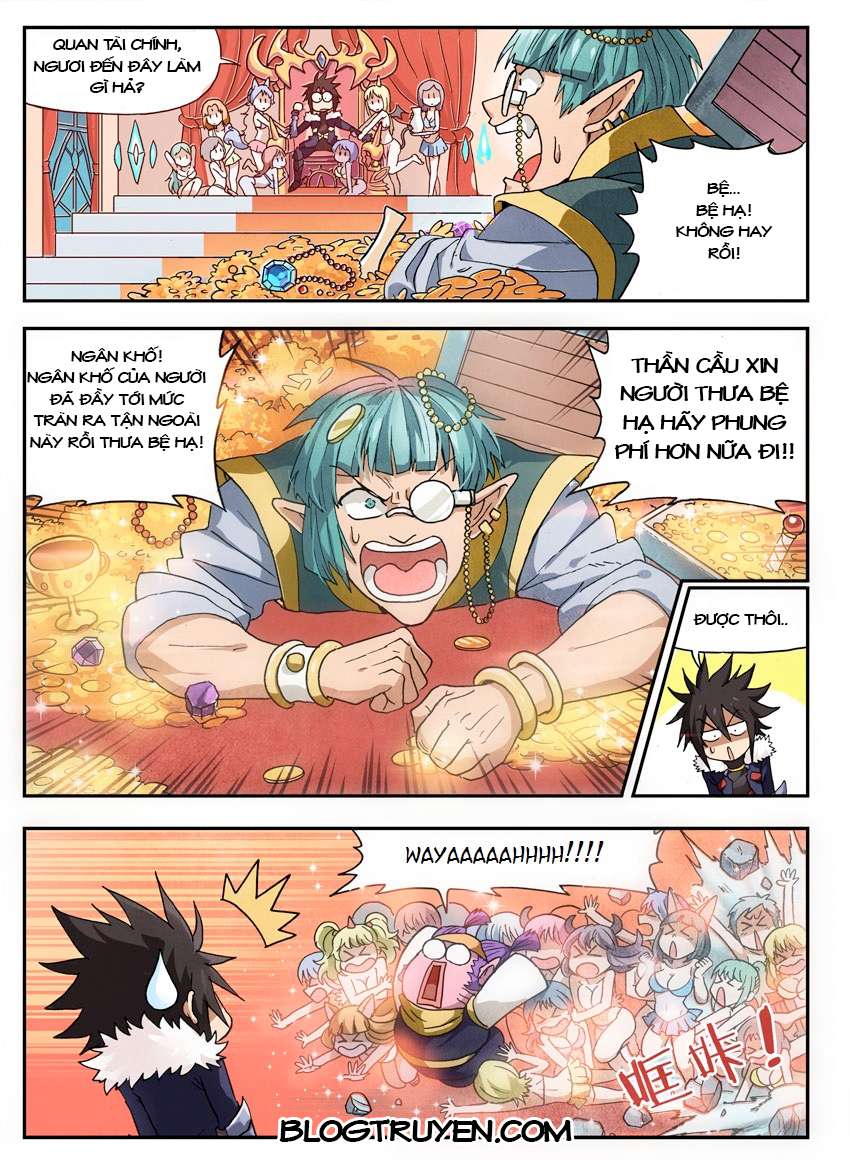 QUAN TÀI CHÍNH,
NGƯƠI ĐẾN ĐÂY LÀM
GÌ HẢ?
BỆ...
BỆ HẠ!
KHÔNG HAY
RỒI!
NGÂN KHỐ!
NGÂN KHỐ CỦA NGƯỜI
ĐÃ ĐẦY TỚI MỨC
TRÀN RA TẬN NGOÀI
NÀY RỒI THƯA BỆ HẠ!
THẦN CẦU XIN
NGƯỜI THƯA BỆ
HẠ HÃY PHUNG
PHÍ HƠN NỮA ĐI!!
ĐƯỢC THÔI..
WAYAAAAAHHHH!!!!
哐咔!
BLOGTRUYEN.COM